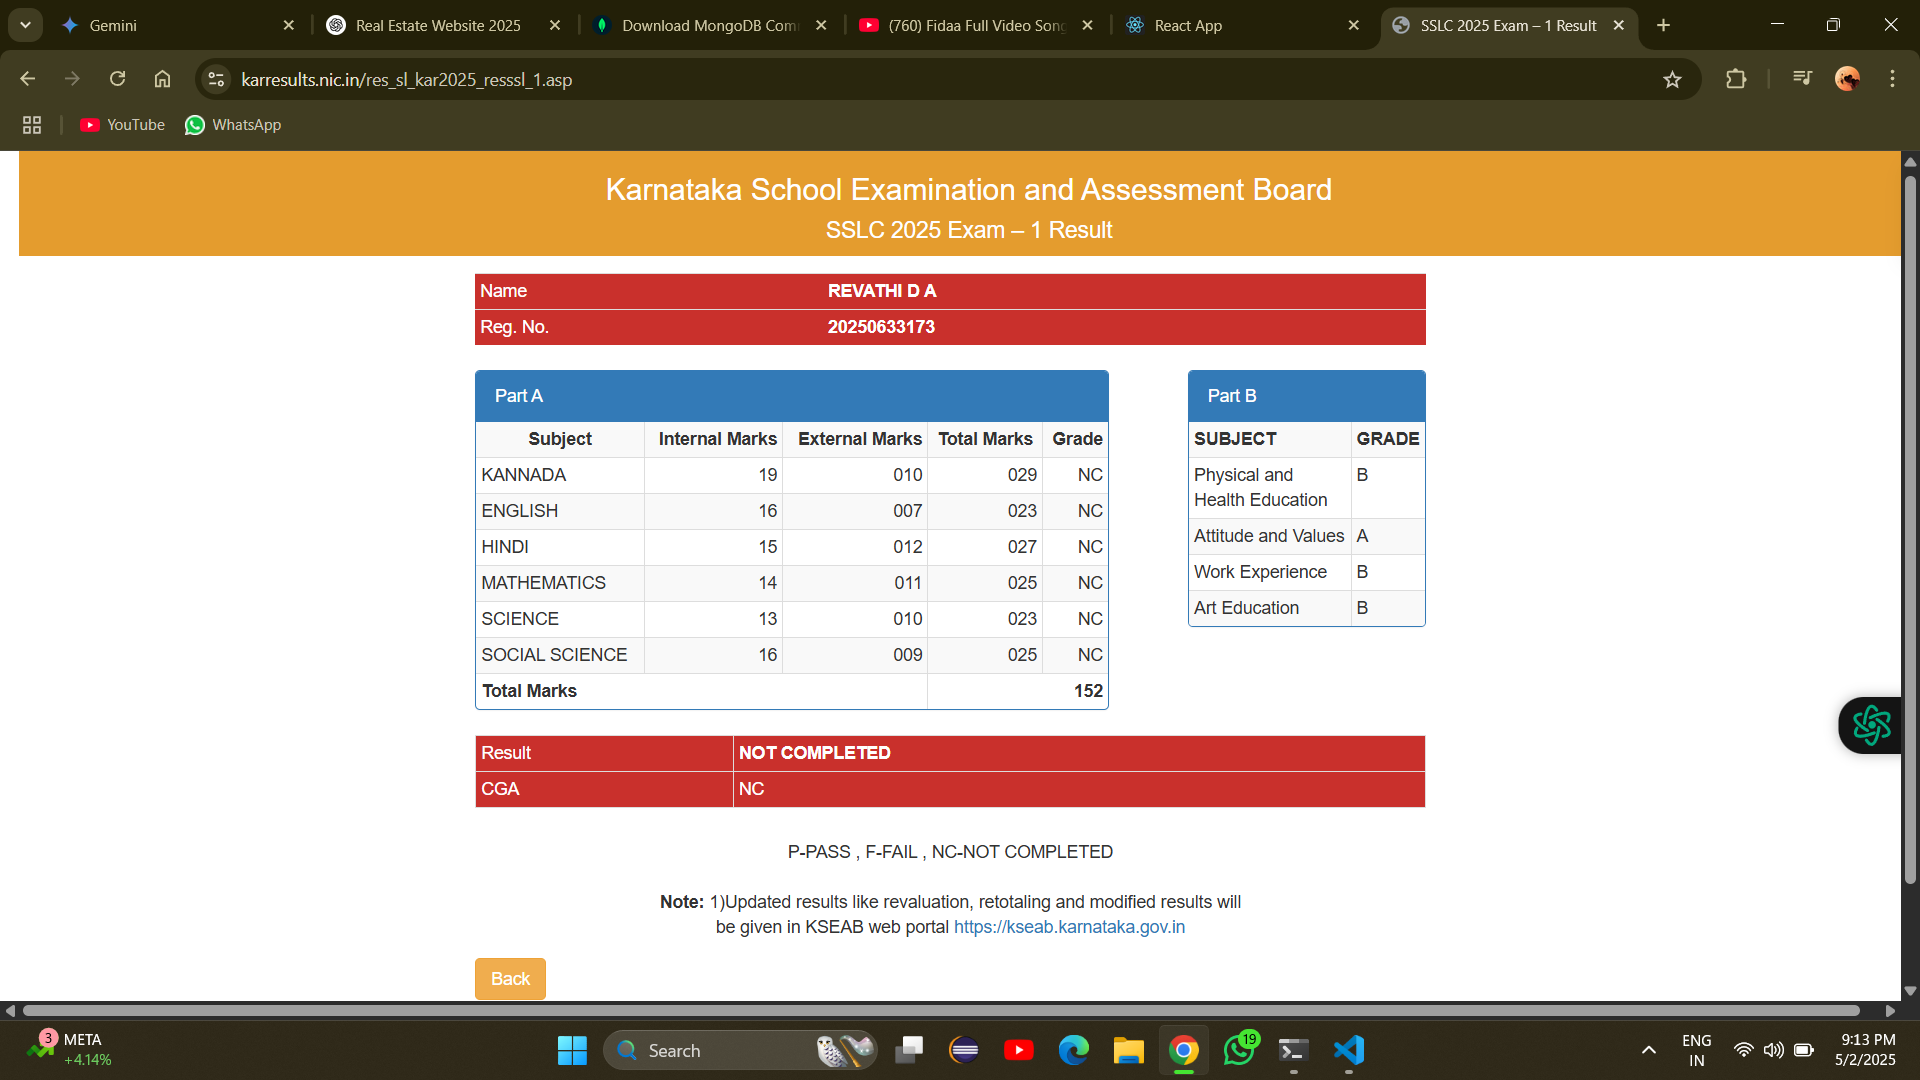 Gemini
Real Estate Website 2025
Download MongoDB Com
(760) Fidaa Full Video Song
React App
SSLC 2025 Exam – 1 Result
karresults.nic.in/res_sl_kar2025_resssl_1.asp
YouTube
WhatsApp
Karnataka School Examination and Assessment Board
SSLC 2025 Exam – 1 Result
Name REVATHI D A
Reg. No. 20250633173
Part A
Subject Internal Marks External Marks Total Marks Grade
KANNADA 19 010 029 NC
ENGLISH 16 007 023 NC
HINDI 15 012 027 NC
MATHEMATICS 14 011 025 NC
SCIENCE 13 010 023 NC
SOCIAL SCIENCE 16 009 025 NC
Total Marks 152
Part B
SUBJECT GRADE
Physical and B
Health Education
Attitude and Values A
Work Experience B
Art Education B
Result NOT COMPLETED
CGA NC
P-PASS , F-FAIL , NC-NOT COMPLETED
Note: 1)Updated results like revaluation, retotaling and modified results will
be given in KSEAB web portal https://kseab.karnataka.gov.in
Back
3
META
+4.14%
Search
19
ENG
IN
9:13 PM
5/2/2025